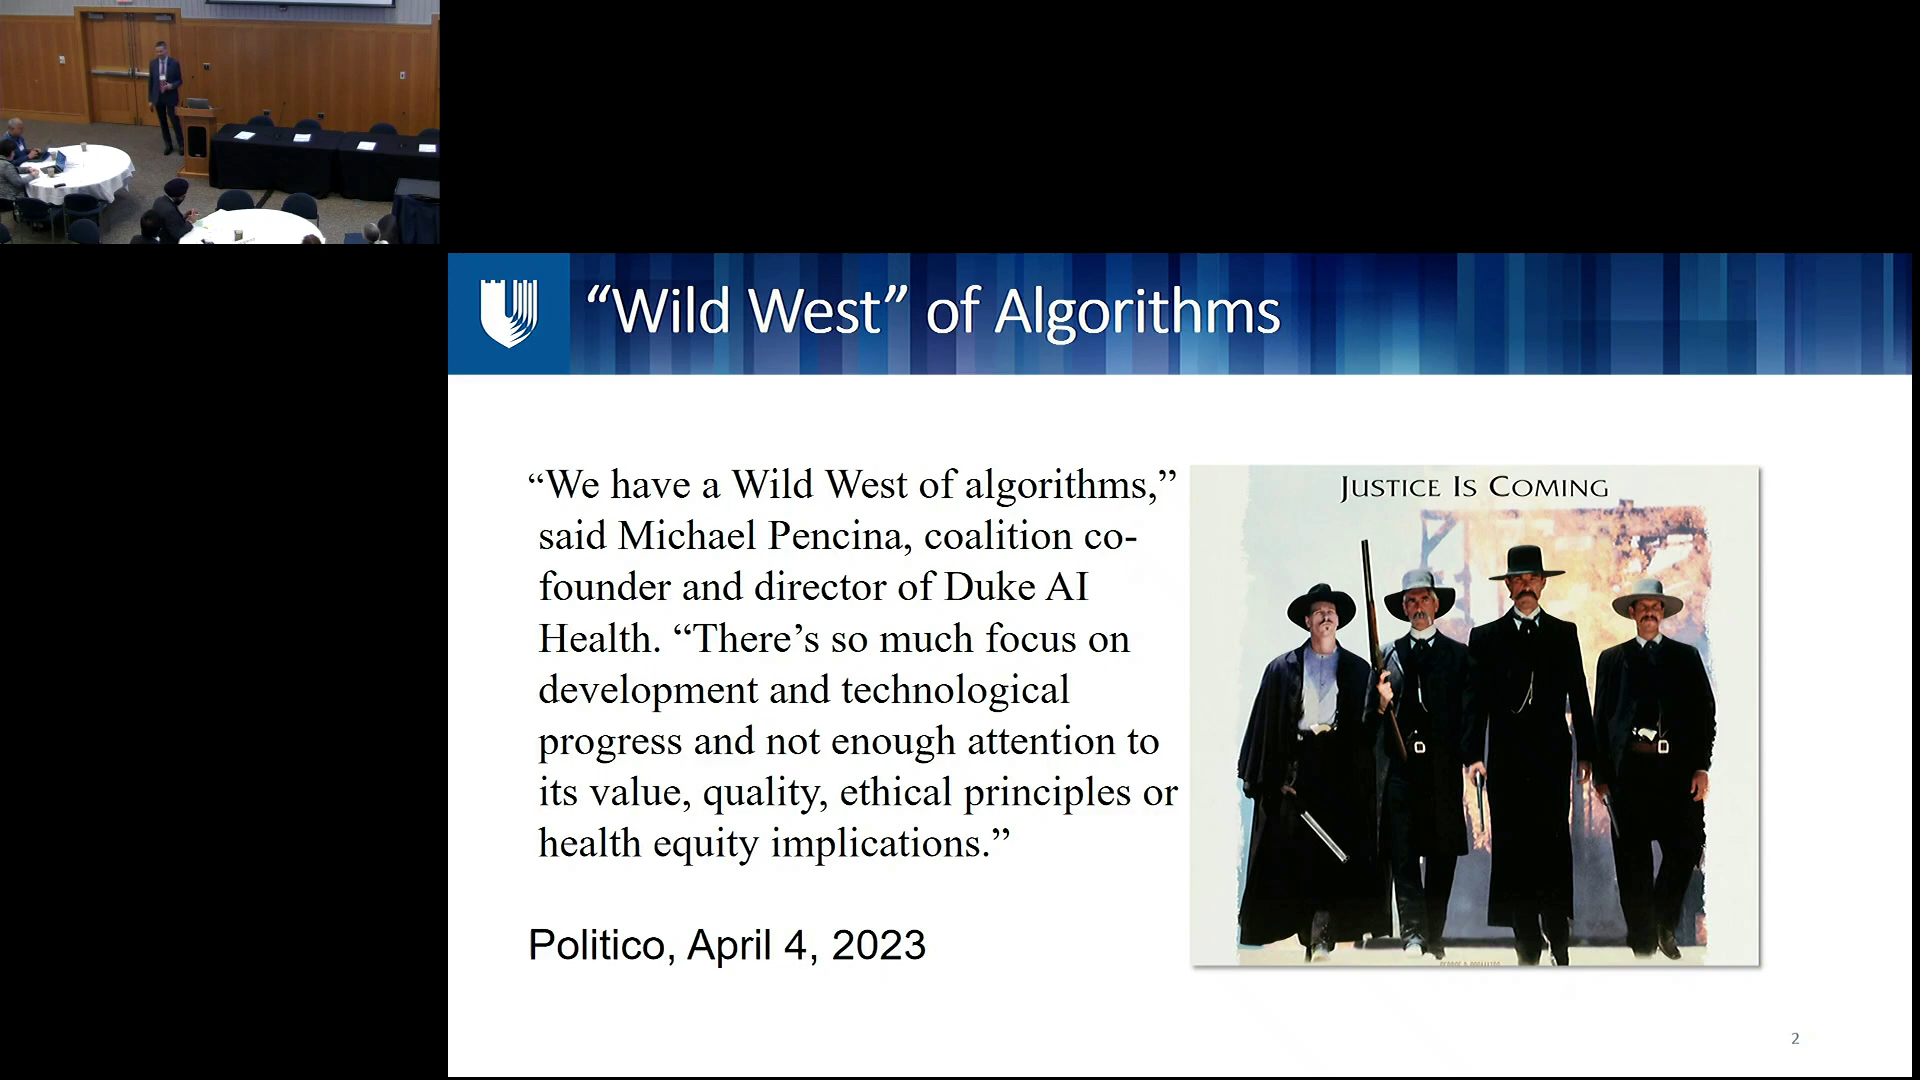 “Wild West” of Algorithms
“We have a Wild West of algorithms,”
said Michael Pencina, coalition co-
founder and director of Duke AI
Health. “There’s so much focus on
development and technological
progress and not enough attention to
its value, quality, ethical principles or
health equity implications.”
Politico, April 4, 2023
JUSTICE IS COMING
2